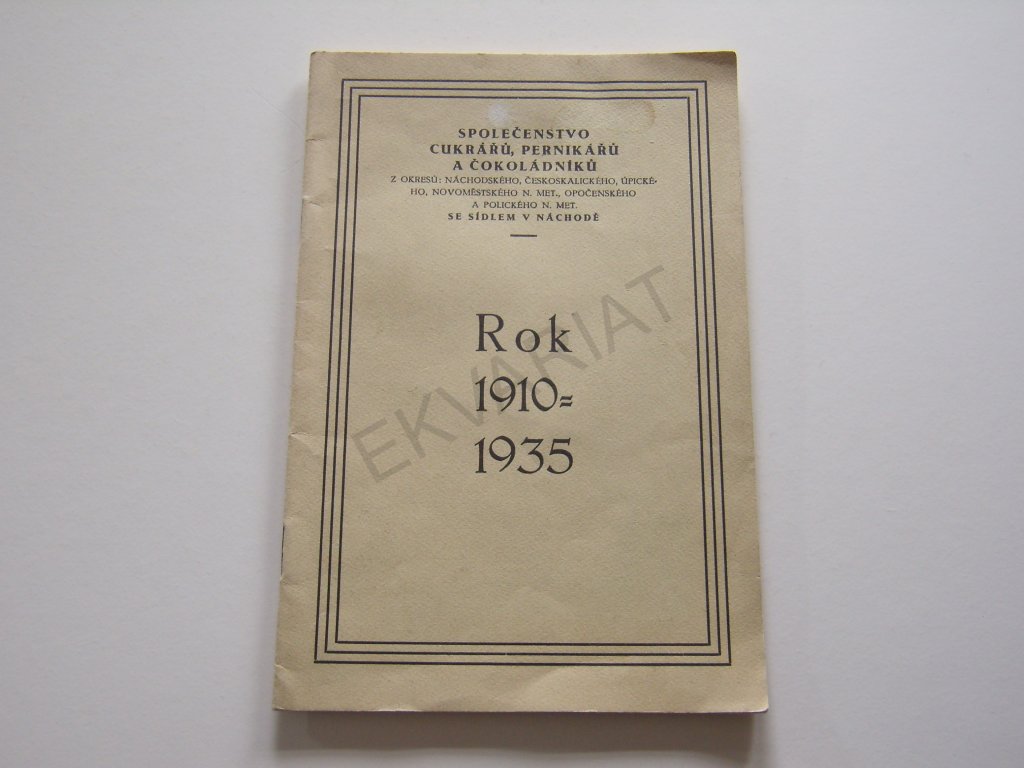 SPOLEČENSTVO
CUKRÁŘŮ, PERNIKÁŘŮ
A ČOKOLÁDNÍKŮ
Z OKRESŮ: NÁCHODSKÉHO, ČESKOSKALICKÉHO, ÚPICKÉ-
HO, NOVOMĚSTSKÉHO N. MET., OPOČENSKÉHO
A POLICKÉHO N. MET.
SE SÍDLEM V NÁCHODĚ
Rok
1910=
1935
EKVARIAT